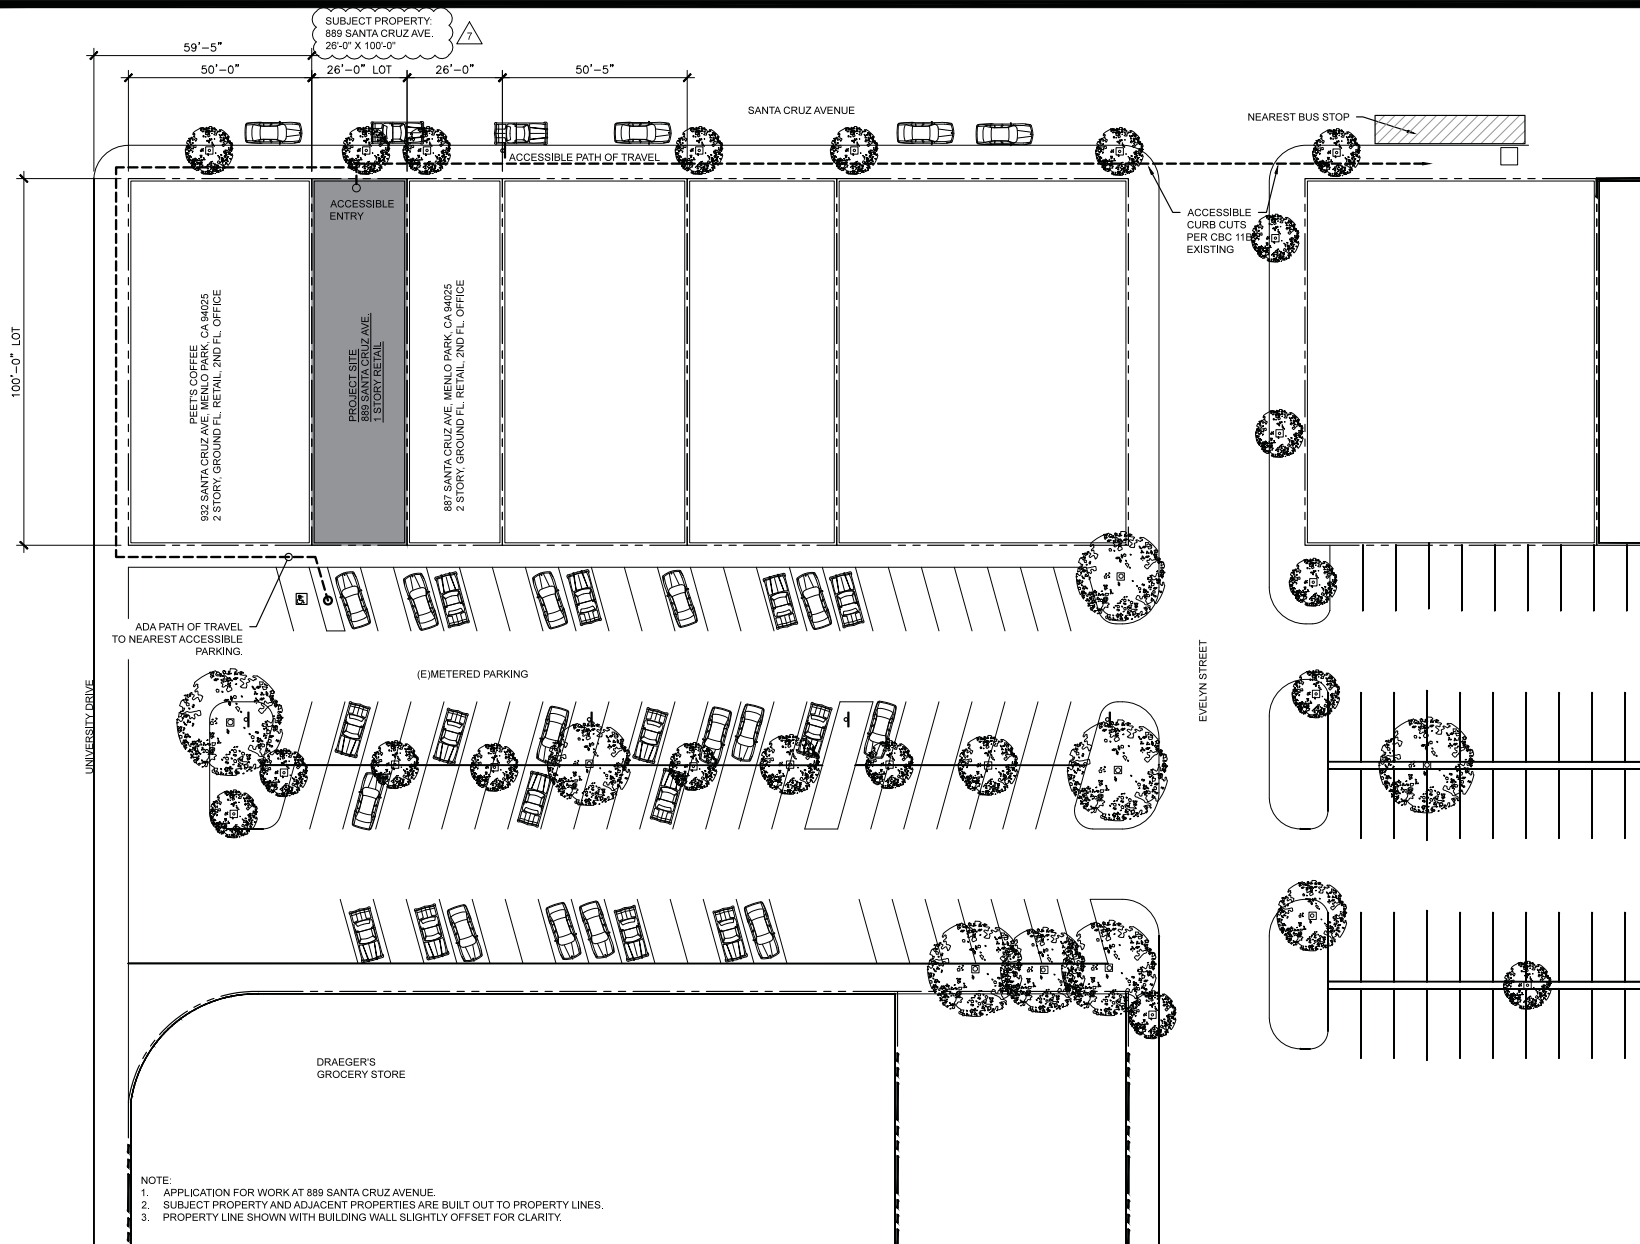 SUBJECT PROPERTY:
889 SANTA CRUZ AVE.
26'-0" X 100'-0"
7
59'-5"
50'-0"
26'-0" LOT
26'-0"
50'-5"
SANTA CRUZ AVENUE
NEAREST BUS STOP
ACCESSIBLE PATH OF TRAVEL
ACCESSIBLE
ENTRY
ACCESSIBLE
CURB CUTS
PER CBC 11B
EXISTING
100'-0" LOT
PEET'S COFFEE
932 SANTA CRUZ AVE, MENLO PARK, CA 94025
2 STORY, GROUND FL. RETAIL, 2ND FL. OFFICE
PROJECT SITE
889 SANTA CRUZ AVE.
1 STORY RETAIL
887 SANTA CRUZ AVE, MENLO PARK, CA 94025
2 STORY, GROUND FL. RETAIL, 2ND FL. OFFICE
ADA PATH OF TRAVEL
TO NEAREST ACCESSIBLE
PARKING.
(E)METERED PARKING
UNIVERSITY DRIVE
EVELYN STREET
DRAEGER'S
GROCERY STORE
NOTE:
1. APPLICATION FOR WORK AT 889 SANTA CRUZ AVENUE.
2. SUBJECT PROPERTY AND ADJACENT PROPERTIES ARE BUILT OUT TO PROPERTY LINES.
3. PROPERTY LINE SHOWN WITH BUILDING WALL SLIGHTLY OFFSET FOR CLARITY.